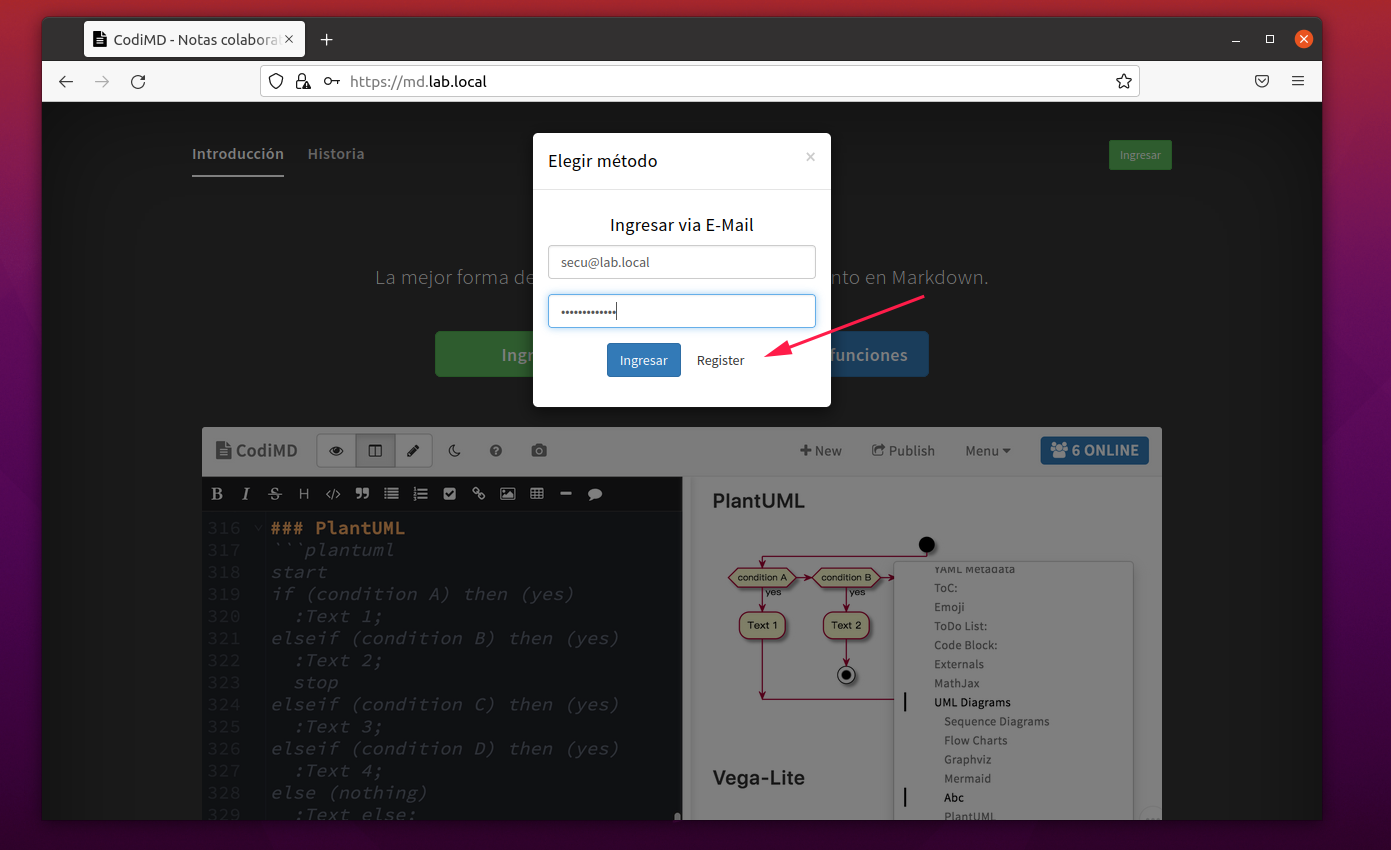 CodiMD - Notas colabora
https://md.lab.local
Introducción Historia
Ingresar
Elegir método ×
Ingresar via E-Mail
secu@lab.local
•••••••••••••
Ingresar Register
La mejor forma de nto en Markdown.
Ingr funciones
CodiMD
New Publish Menu 6 ONLINE
B I S H
316 ### PlantUML
317 ```plantuml
318 start
319 if (condition A) then (yes)
320 :Text 1;
321 elseif (condition B) then (yes)
322 :Text 2;
323 stop
324 elseif (condition C) then (yes)
325 :Text 3;
326 elseif (condition D) then (yes)
327 :Text 4;
328 else (nothing)
329 :Text else;
PlantUML
condition A condition B
yes yes
Text 1 Text 2
YAML Metadata
ToC:
Emoji
ToDo List:
Code Block:
Externals
MathJax
UML Diagrams
Sequence Diagrams
Flow Charts
Graphviz
Mermaid
Abc
PlantUML
Vega-Lite